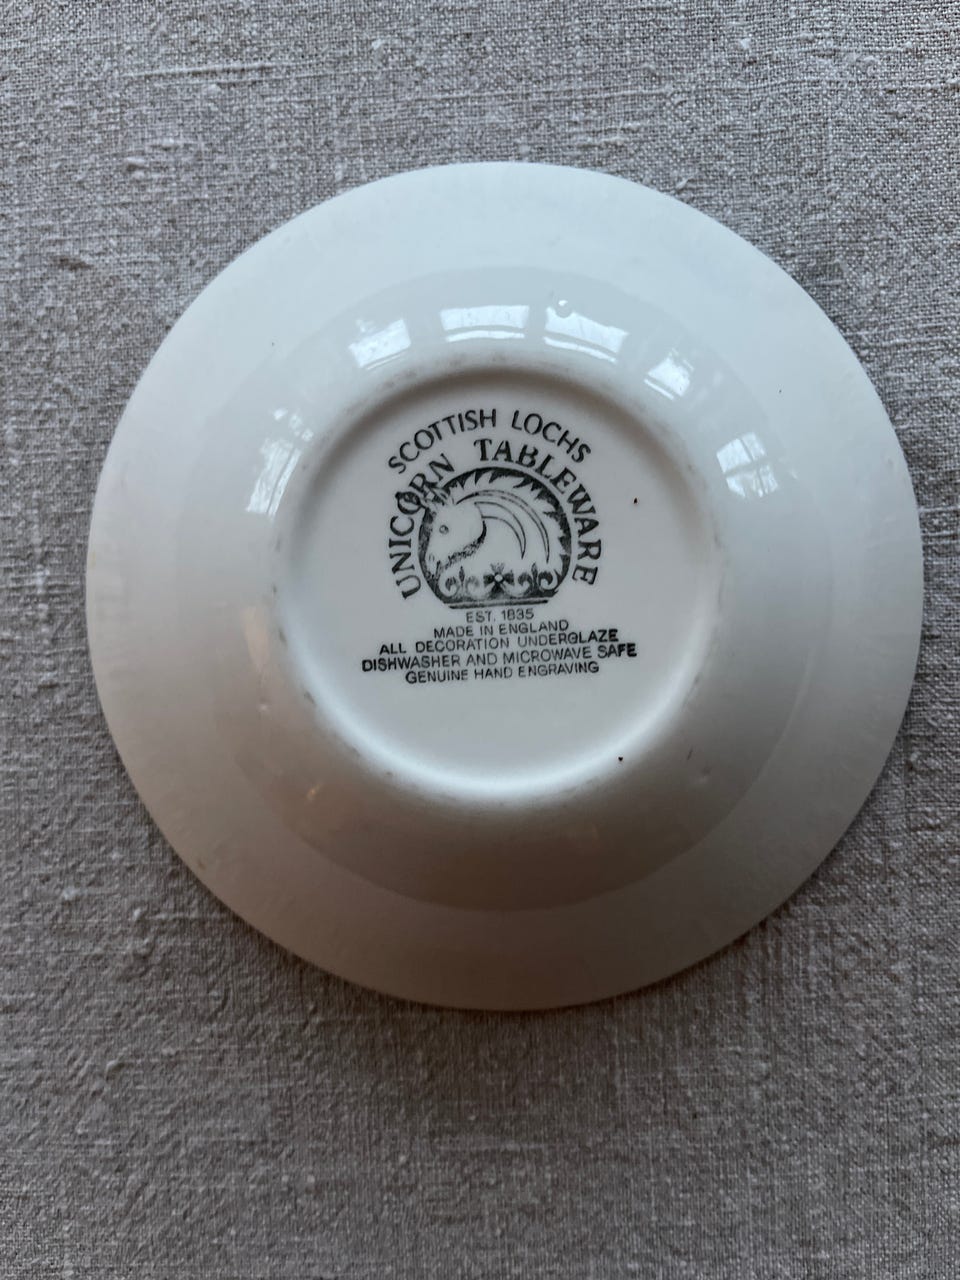 SCOTTISH LOCHS
UNICORN TABLEWARE
EST. 1835
MADE IN ENGLAND
ALL DECORATION UNDERGLAZE
DISHWASHER AND MICROWAVE SAFE
GENUINE HAND ENGRAVING